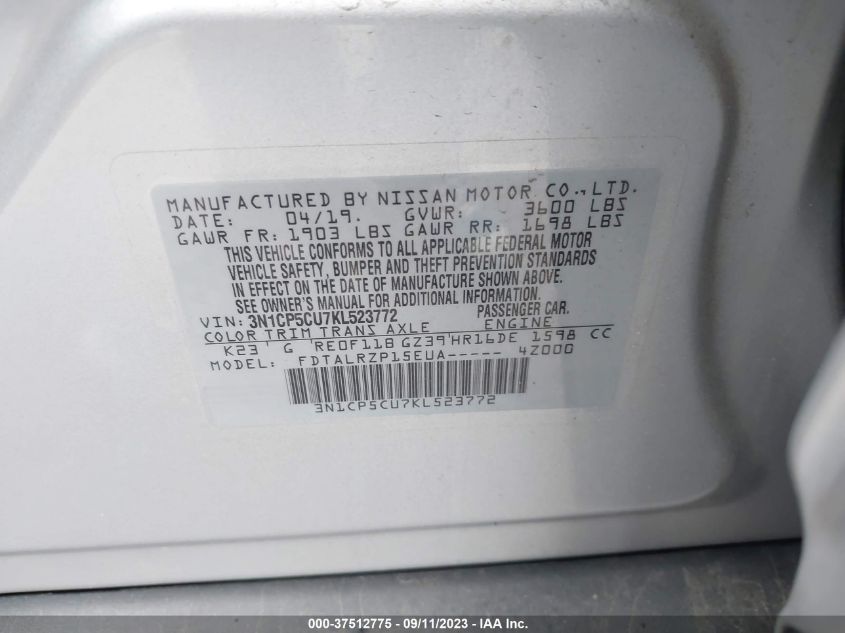 MANUFACTURED BY NISSAN MOTOR CO.,LTD.
DATE: 04/19. GVWR: 3600 LBS
GAWR FR: 1903 LBS GAWR RR: 1698 LBS
THIS VEHICLE CONFORMS TO ALL APPLICABLE FEDERAL MOTOR
VEHICLE SAFETY, BUMPER AND THEFT PREVENTION STANDARDS
IN EFFECT ON THE DATE OF MANUFACTURE SHOWN ABOVE.
SEE OWNER'S MANUAL FOR ADDITIONAL INFORMATION.
VIN: 3N1CP5CU7KL523772 PASSENGER CAR.
COLOR TRIM TRANS AXLE ENGINE
K23 G RE0F11B GZ39 HR16DE 1598 CC
MODEL: FDTALRZP15EUA----- 4Z000
3N1CP5CU7KL523772
000-37512775 - 09/11/2023 - IAA Inc.